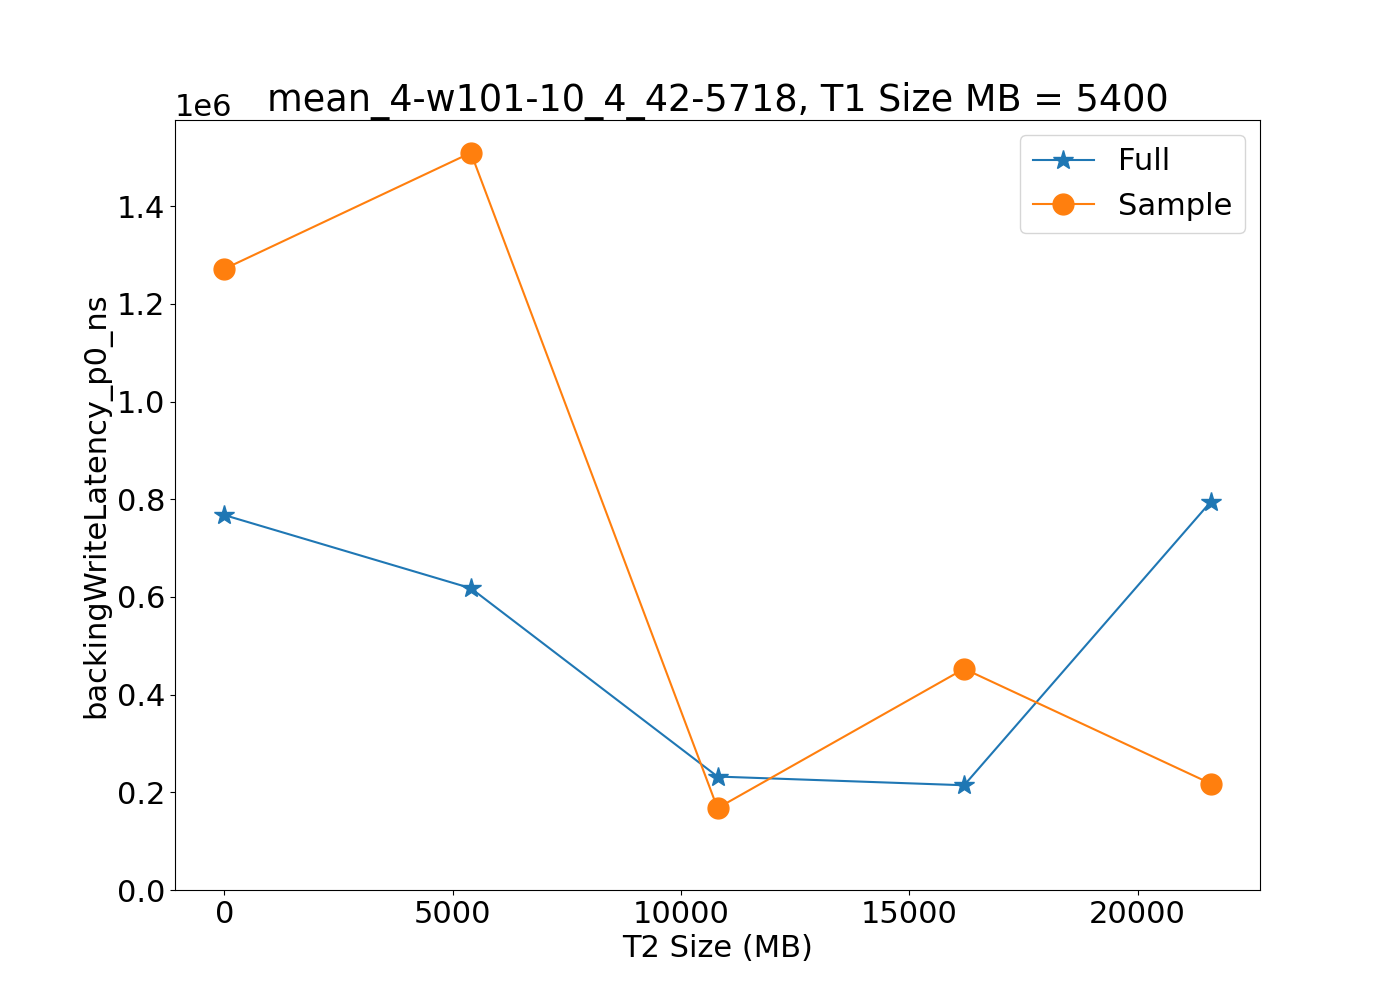 1e6
mean_4-w101-10_4_42-5718, T1 Size MB = 5400
Full
Sample
backingWriteLatency_p0_ns
1.4
1.2
1.0
0.8
0.6
0.4
0.2
0.0
0 5000 10000 15000 20000
T2 Size (MB)